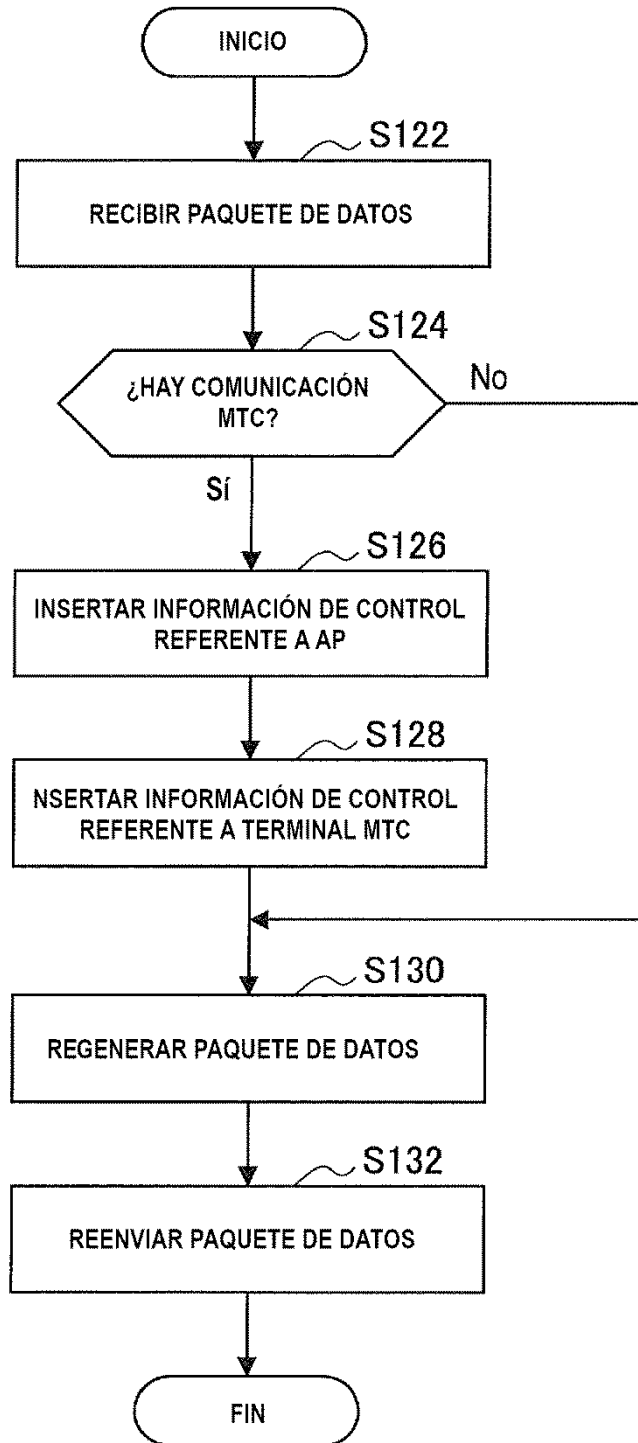 INICIO
S122
RECIBIR PAQUETE DE DATOS
S124
¿HAY COMUNICACIÓN
MTC?
No
Sí
S126
INSERTAR INFORMACIÓN DE CONTROL
REFERENTE A AP
S128
NSERTAR INFORMACIÓN DE CONTROL
REFERENTE A TERMINAL MTC
S130
REGENERAR PAQUETE DE DATOS
S132
REENVIAR PAQUETE DE DATOS
FIN